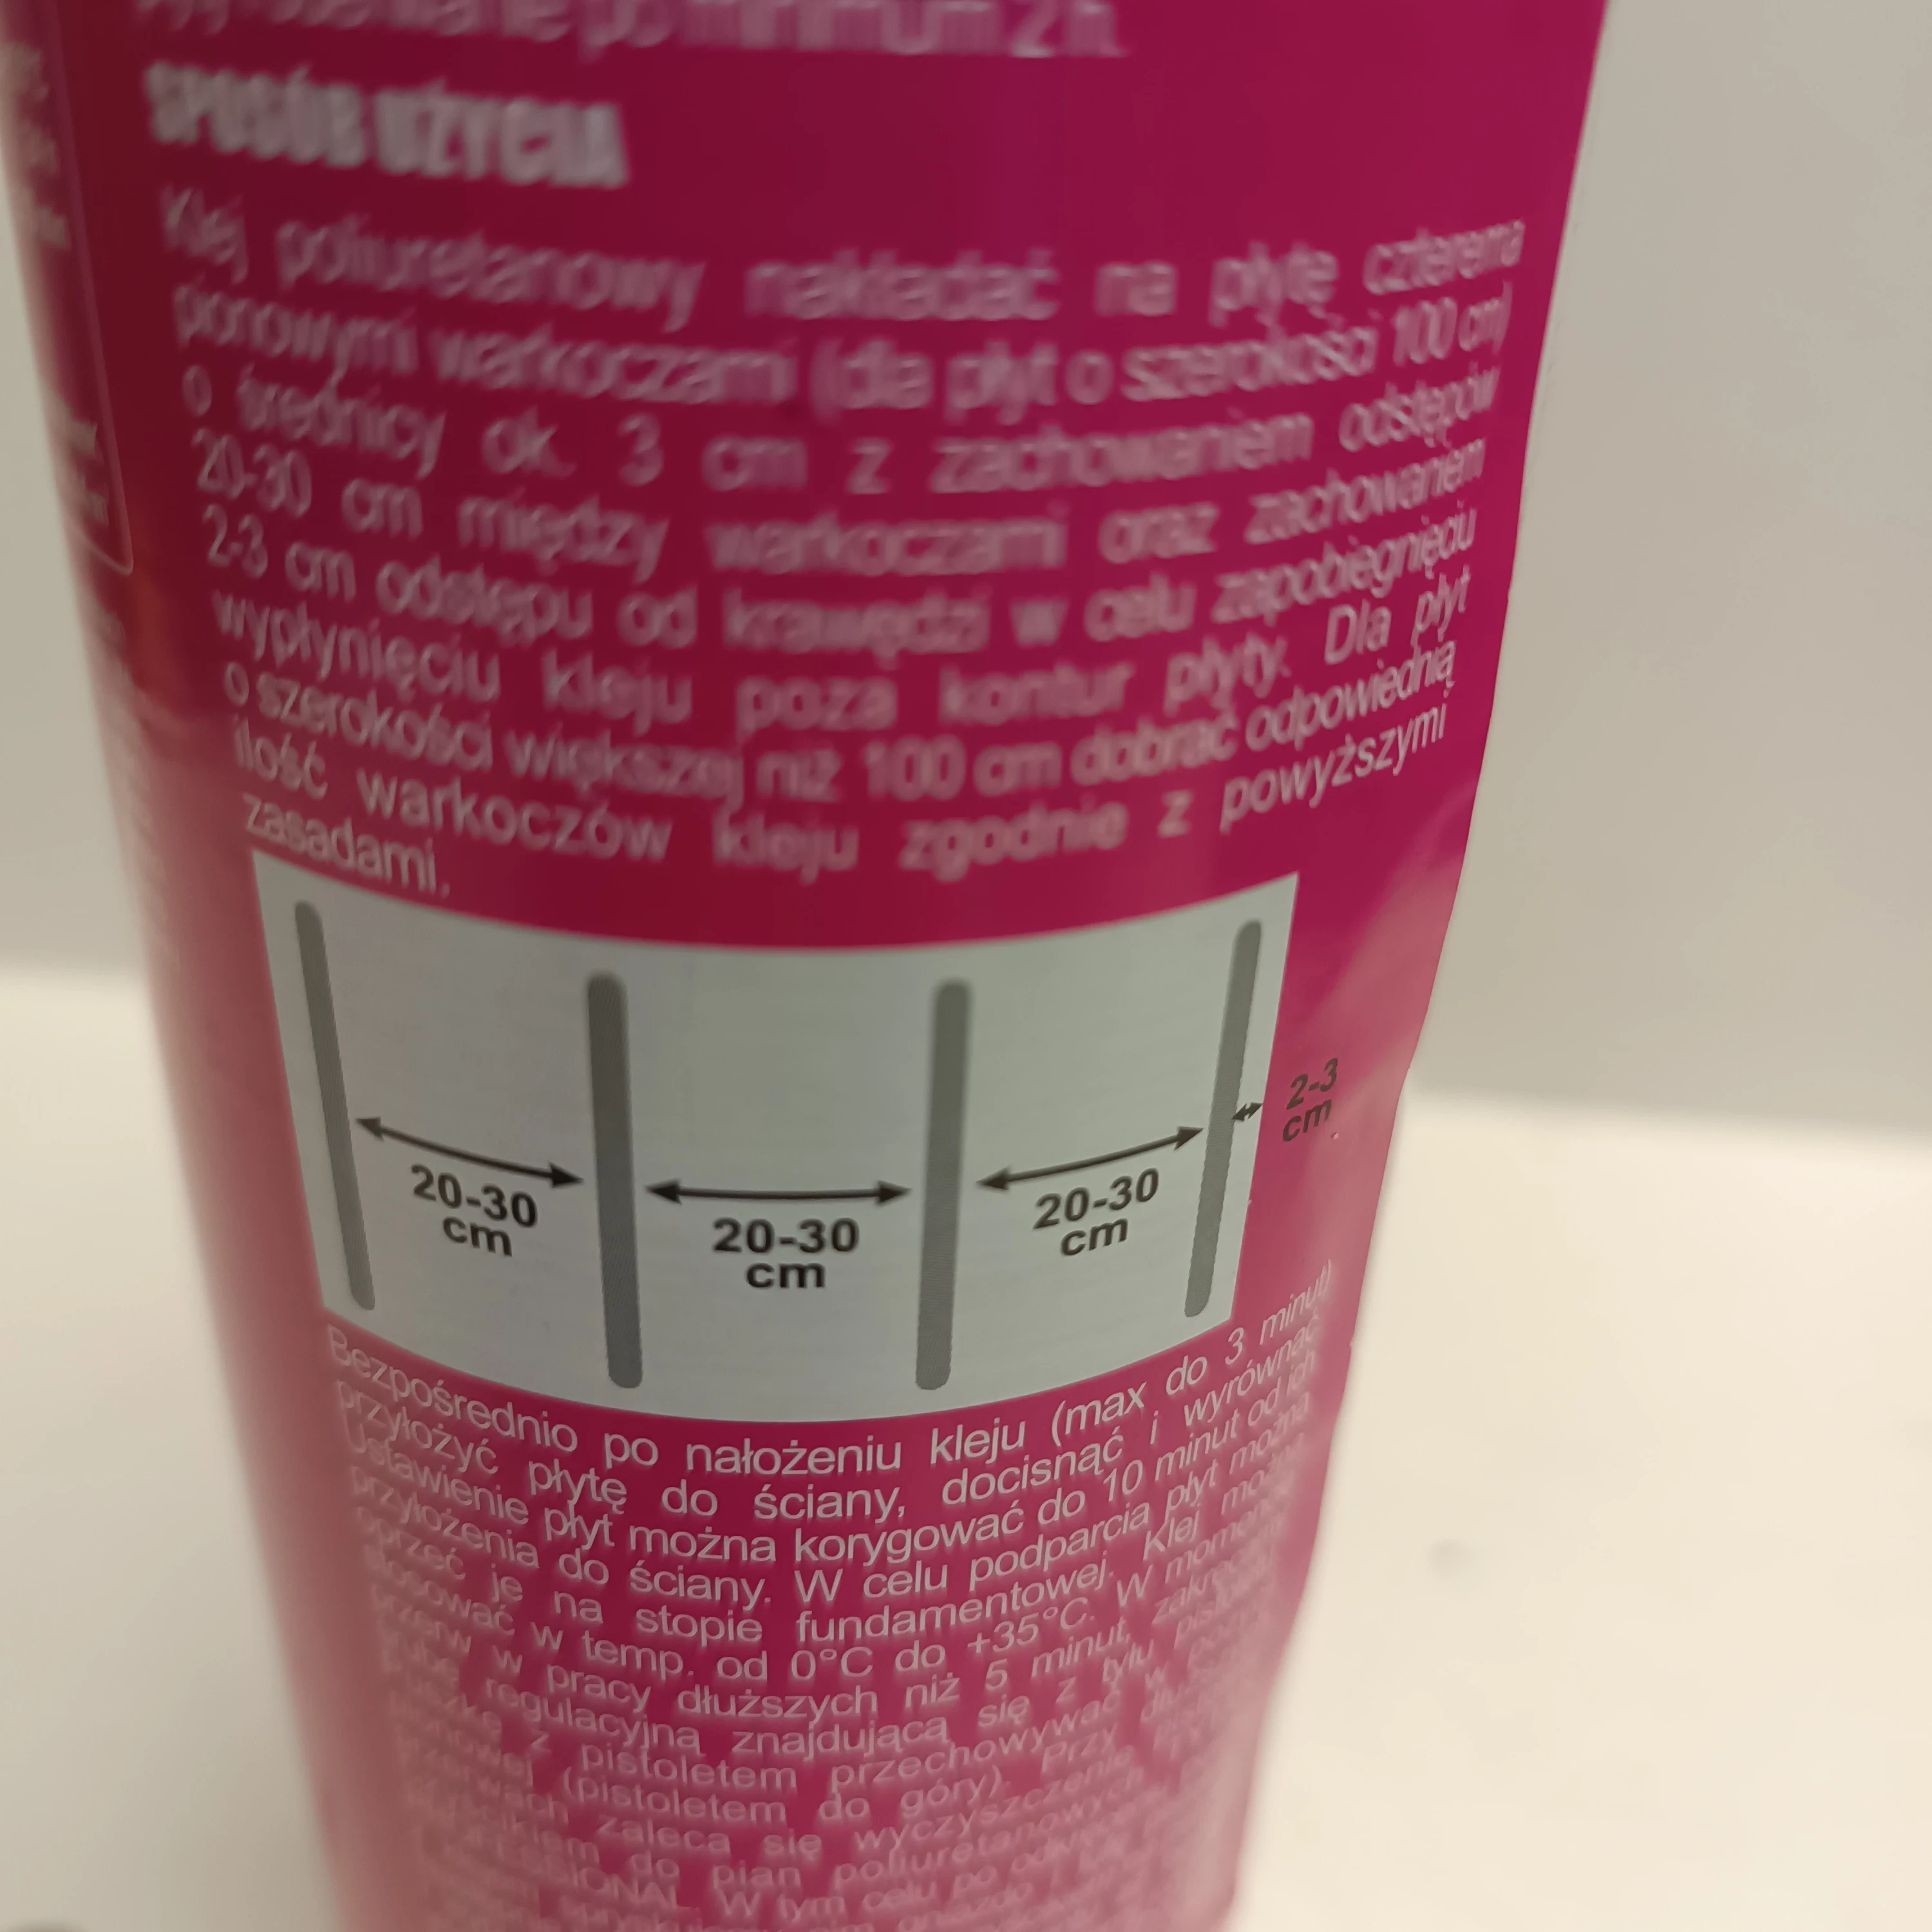 po minimum 2 h.
SPOSÓB UŻYCIA
Klej poliuretanowy nakładać na płytę czterema
pionowymi warkoczami (dla płyt o szerokości 100 cm)
o średnicy ok. 3 cm z zachowaniem odstępów
20-30 cm między warkoczami oraz zachowaniem
2-3 cm odstępu od krawędzi w celu zapobiegnięciu
wypłynięciu kleju poza kontur płyty. Dla płyt
o szerokości większej niż 100 cm dobrać odpowiednią
ilość warkoczów kleju zgodnie z powyższymi
zasadami.
20-30
cm
20-30
cm
20-30
cm
2-3
cm
Bezpośrednio po nałożeniu kleju (max do 3 minut)
przyłożyć płytę do ściany, docisnąć i wyrównać
Ustawienie płyt można korygować do 10 minut od ich
przyłożenia do ściany. W celu podparcia płyt można
oprzeć je na stopie fundamentowej. Klej można
stosować w temp. od 0°C do +35°C. W momencie
przerw w pracy dłuższych niż 5 minut, zakręcić
śrubę regulacyjną znajdującą się z tyłu pistoletu
z pistoletem przechowywać w
pionowej (pistoletem do góry). Przy
przerwach zaleca się wyczyszczenie
do pian poliuretanowych
W tym celu po